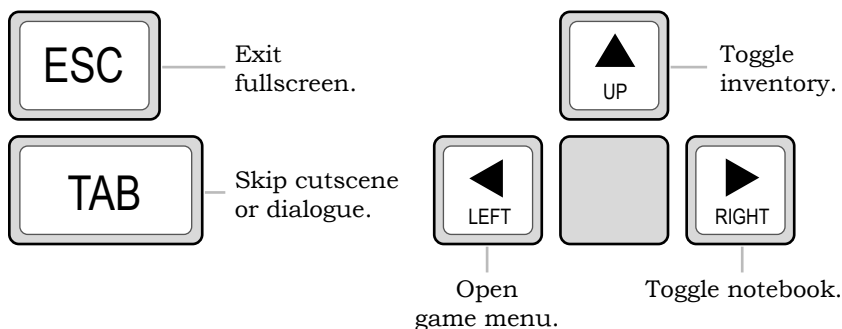 ESC
Exit
fullscreen.
UP
Toggle
inventory.
TAB
Skip cutscene
or dialogue.
LEFT
RIGHT
Open
game menu.
Toggle notebook.